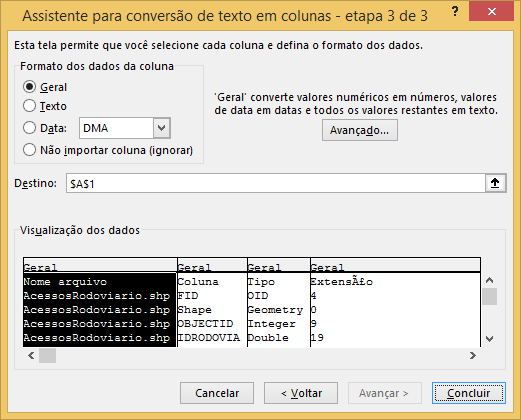 Assistente para conversão de texto em colunas - etapa 3 de 3
Esta tela permite que você selecione cada coluna e defina o formato dos dados.
Formato dos dados da coluna
Geral
Texto
Data: DMA
Não importar coluna (ignorar)
'Geral' converte valores numéricos em números, valores
de data em datas e todos os valores restantes em texto.
Avançado...
Destino: $A$1
Visualização dos dados
Geral Geral Geral Geral
Nome arquivo Coluna Tipo ExtensÃ£o
AcessosRodoviario.shp FID OID 4
AcessosRodoviario.shp Shape Geometry 0
AcessosRodoviario.shp OBJECTID Integer 9
AcessosRodoviario.shp IDRODOVIA Double 19
Cancelar < Voltar Avançar > Concluir